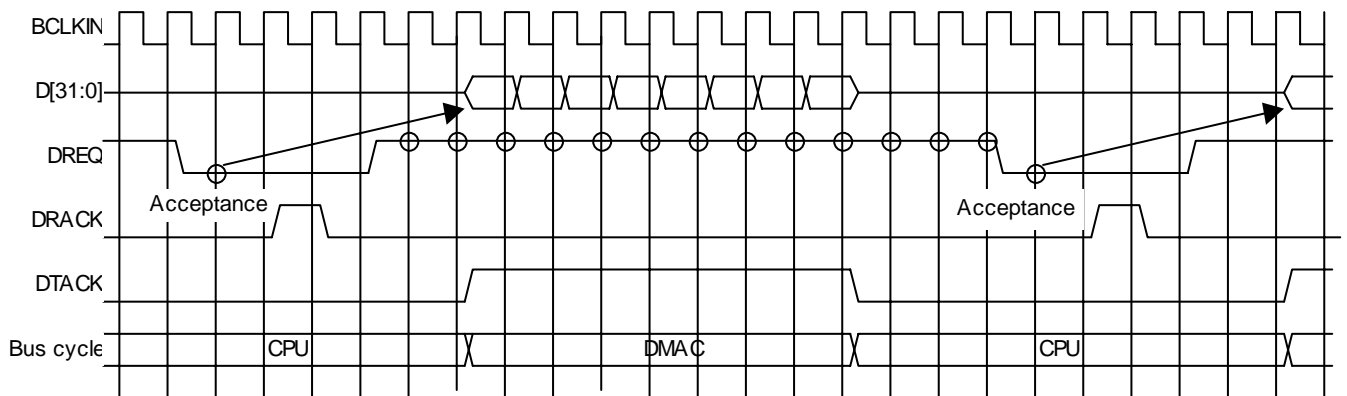 BCLKIN
D[31:0]
DREQ
Acceptance
Acceptance
DRACK
DTACK
Bus cycle CPU DMAC CPU